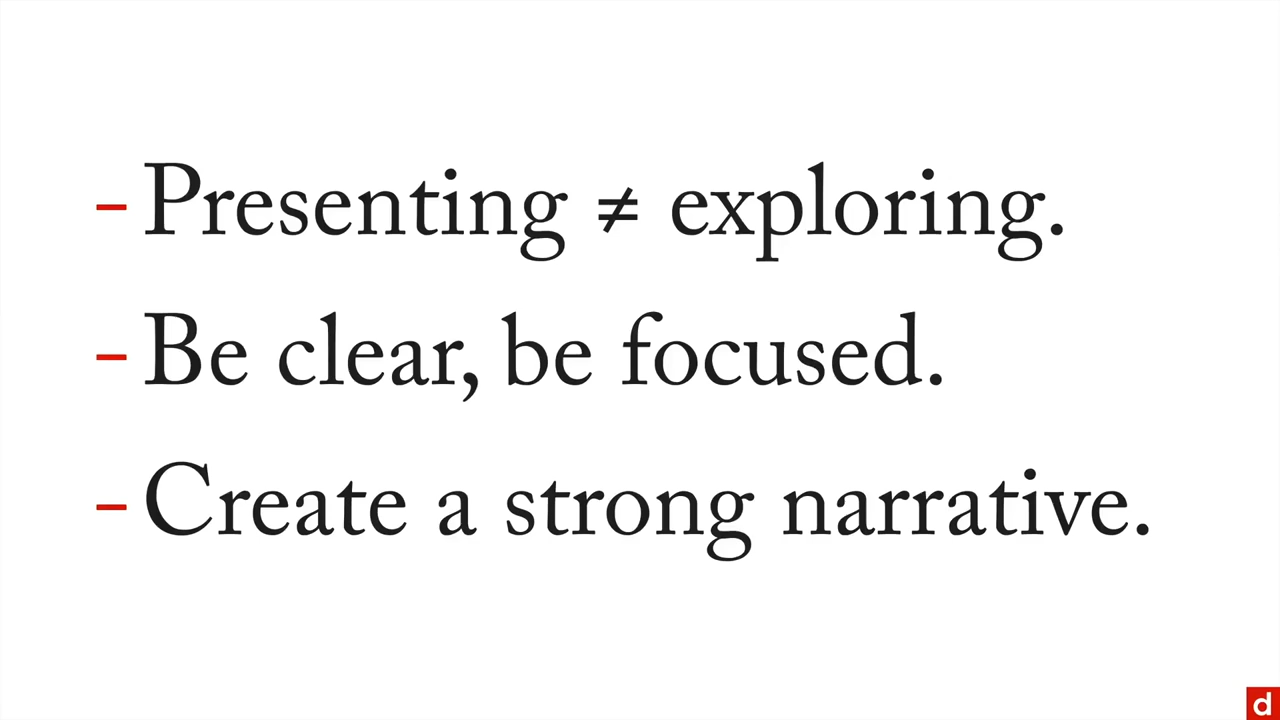 - Presenting ≠ exploring.
- Be clear, be focused.
- Create a strong narrative.
d